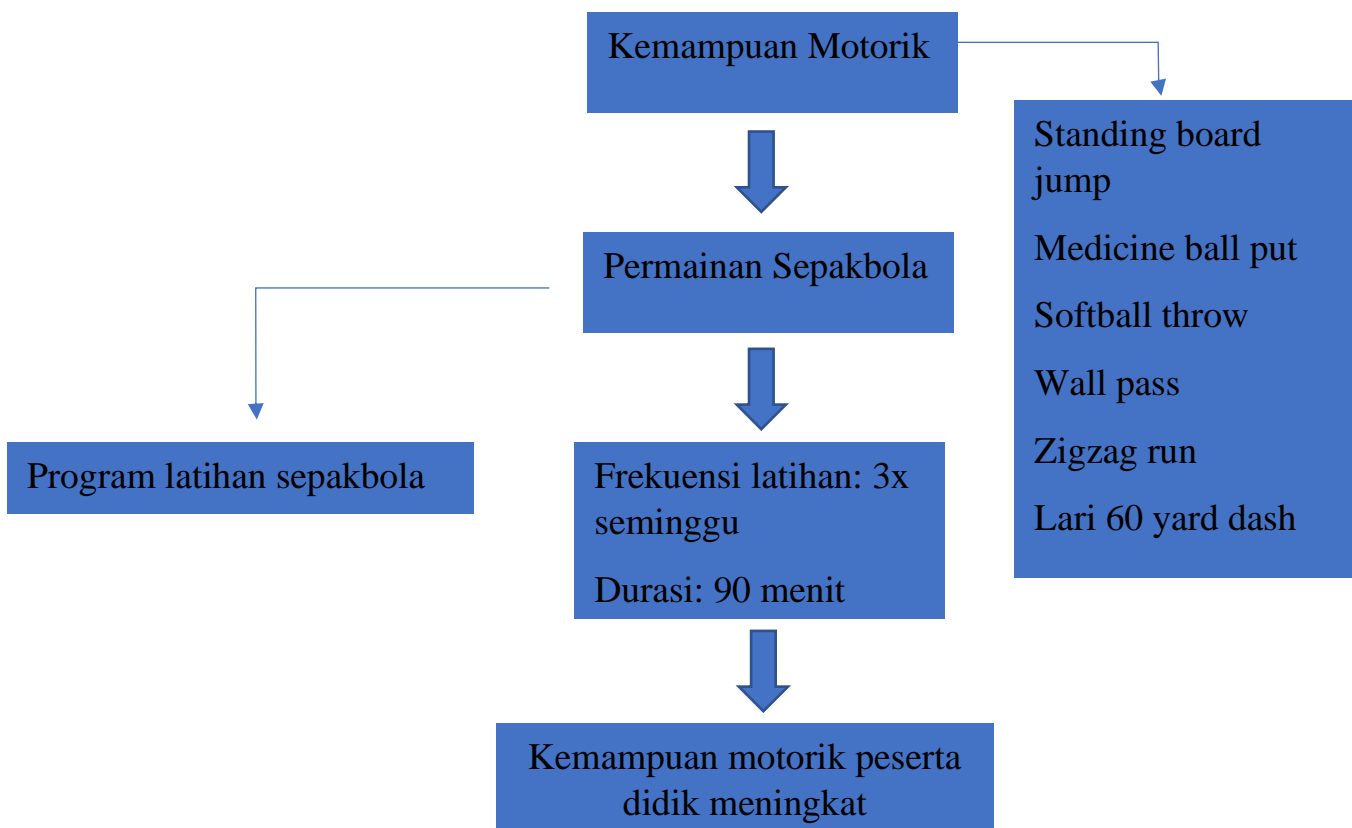 Kemampuan Motorik
Standing board
jump
Medicine ball put
Softball throw
Wall pass
Zigzag run
Lari 60 yard dash
Permainan Sepakbola
Program latihan sepakbola
Frekuensi latihan: 3x
seminggu
Durasi: 90 menit
Kemampuan motorik peserta
didik meningkat